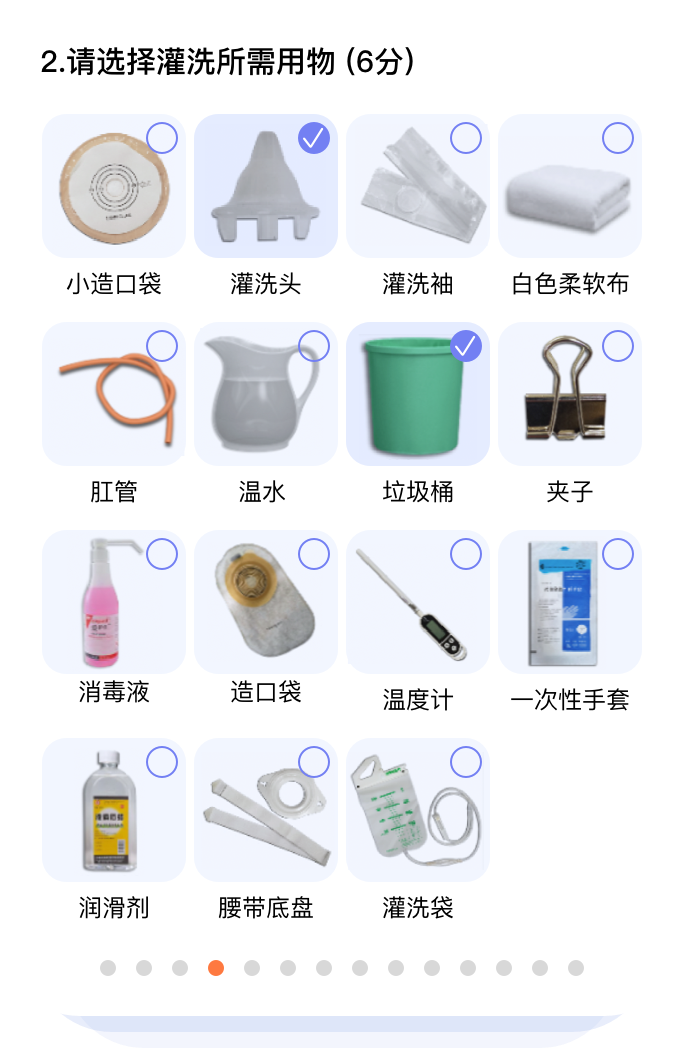 2.请选择灌洗所需用物 (6分)
小造口袋
灌洗头
灌洗袖
白色柔软布
肛管
温水
垃圾桶
夹子
消毒液
造口袋
温度计
一次性手套
润滑剂
腰带底盘
灌洗袋